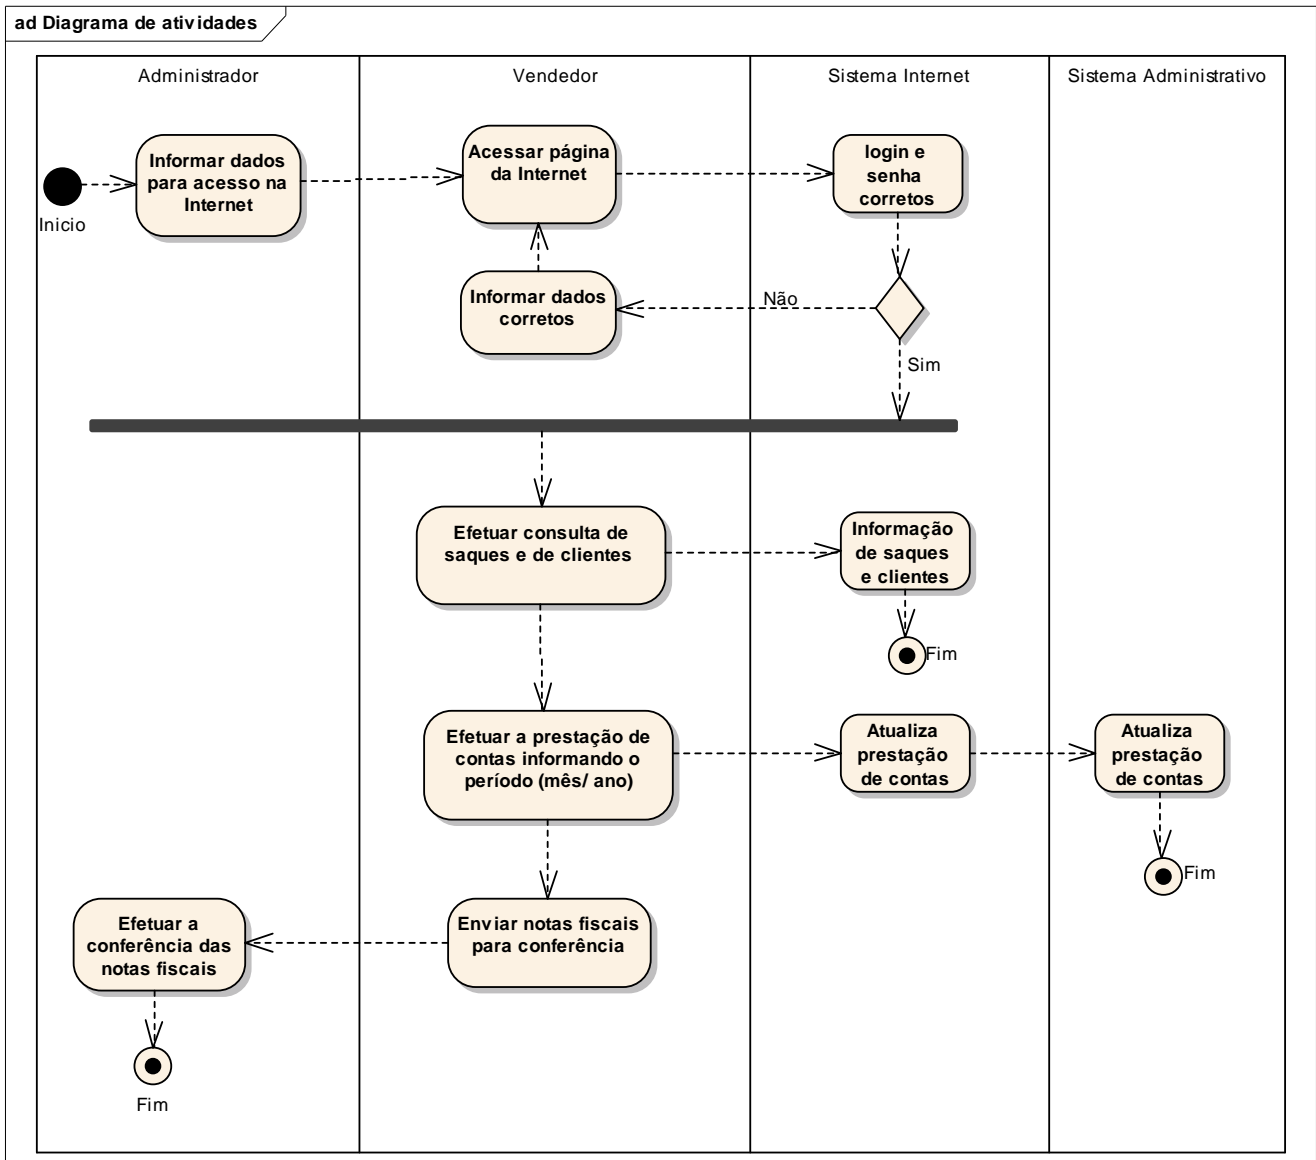 ad Diagrama de atividades
Administrador
Vendedor
Sistema Internet
Sistema Administrativo
Inicio
Informar dados
para acesso na
Internet
Acessar página
da Internet
login e
senha
corretos
Informar dados
corretos
Não
Sim
Efetuar consulta de
saques e de clientes
Informação
de saques
e clientes
Fim
Efetuar a prestação de
contas informando o
período (mês/ ano)
Atualiza
prestação
de contas
Atualiza
prestação
de contas
Fim
Enviar notas fiscais
para conferência
Efetuar a
conferência das
notas fiscais
Fim